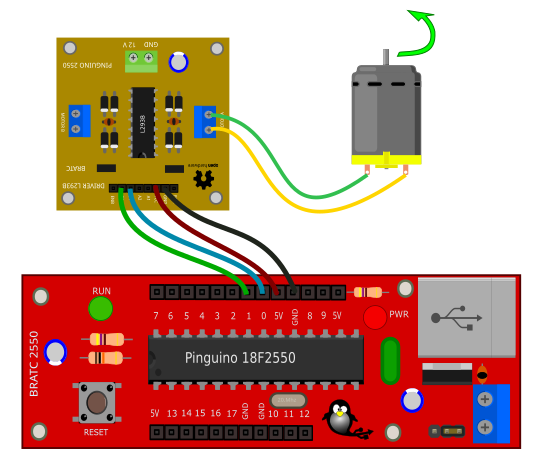 12 V GND
PINGUINO 2550
L293B
BRATC
open hardware
DRIVER L293B
RUN
7 6 5 4 3 2 1 0 5V GND 8 9 5V
PWR
BRATC 2550
Pinguino 18F2550
5V 13 14 15 16 17 GND GND 10 11 12
RESET